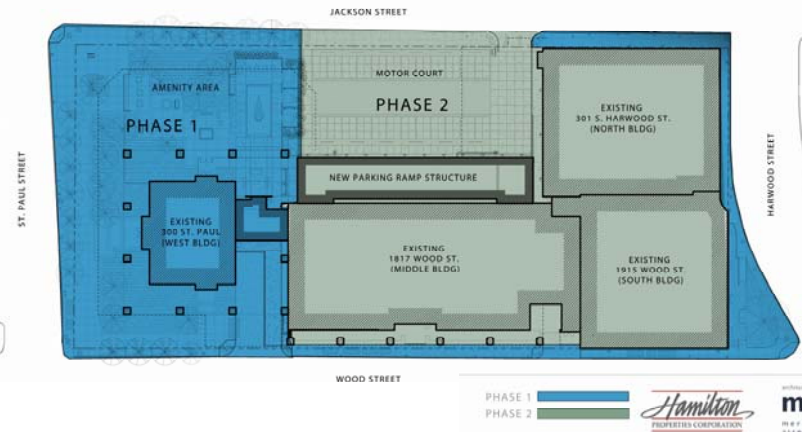 JACKSON STREET
AMENITY AREA
PHASE 1
MOTOR COURT
PHASE 2
EXISTING
301 S. HARWOOD ST.
(NORTH BLDG)
ST. PAUL STREET
HARWOOD STREET
NEW PARKING RAMP STRUCTURE
EXISTING
300 ST. PAUL
(WEST BLDG)
EXISTING
1817 WOOD ST.
(MIDDLE BLDG)
EXISTING
1915 WOOD ST.
(SOUTH BLDG)
WOOD STREET
PHASE 1
PHASE 2
Hamilton
PROPERTIES CORPORATION